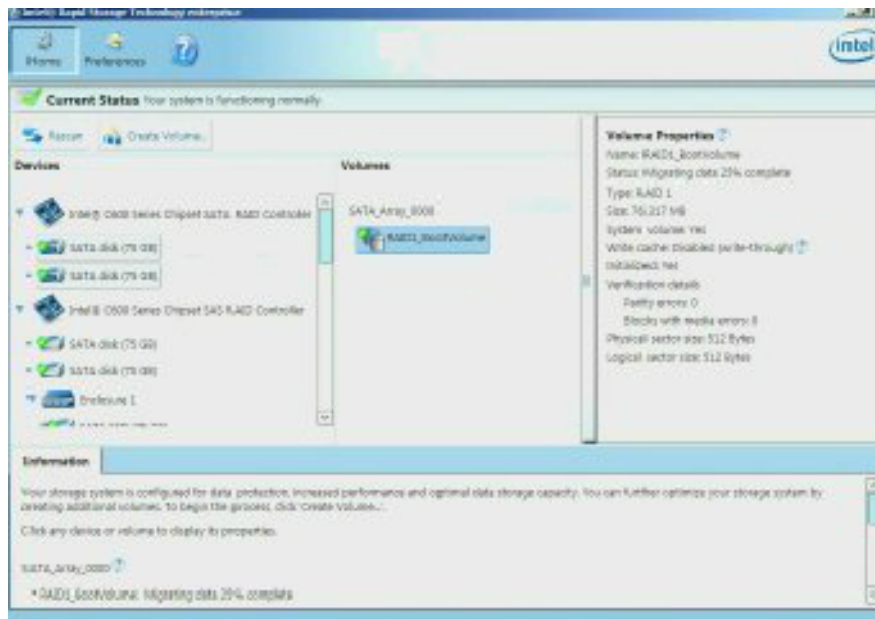 Intel® Rapid Storage Technology enterprise
Home
Preferences
?
intel
Current Status Your system is functioning normally.
Rescan
Create Volume...
Devices
Intel® C600 Series Chipset SATA RAID Controller
SATA disk (75 GB)
SATA disk (75 GB)
Intel® C600 Series Chipset SAS RAID Controller
SATA disk (75 GB)
SATA disk (75 GB)
Enclosure 1
Volumes
SATA_Array_0000
RAID1_BootVolume
Volume Properties ?
Name: RAID1_BootVolume
Status: Migrating data 25% complete
Type: RAID 1
Size: 76,317 MB
System volume: Yes
Write cache: Disabled (write-through) ?
Initialized: Yes
Verification details
Parity errors: 0
Blocks with media errors: 0
Physical sector size: 512 Bytes
Logical sector size: 512 Bytes
Information
Your storage system is configured for data protection, increased performance and optimal data storage capacity. You can further optimize your storage system by
creating additional volumes. To begin the process, click 'Create Volume...'.
Click any device or volume to display its properties.
SATA_Array_0000 ?
RAID1_BootVolume: Migrating data 25% complete